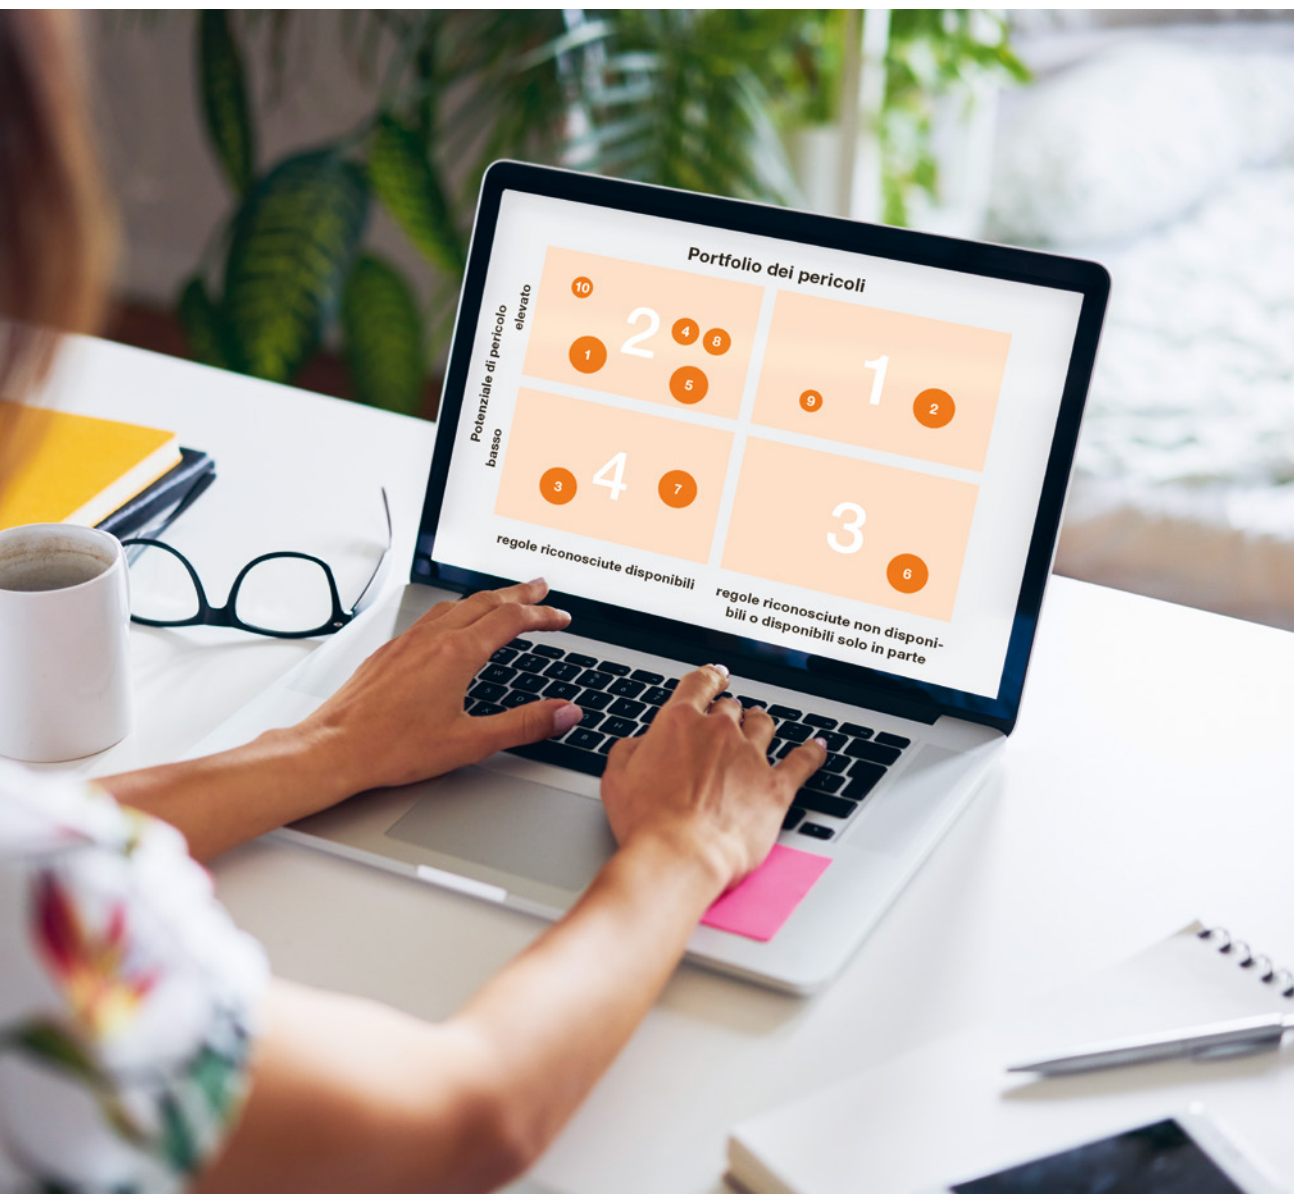 Portfolio dei pericoli
Potenziale di pericolo
elevato
basso
10
2
4
8
1
5
1
9
2
3
4
7
3
6
regole riconosciute disponibili
regole riconosciute non disponi-
bili o disponibili solo in parte